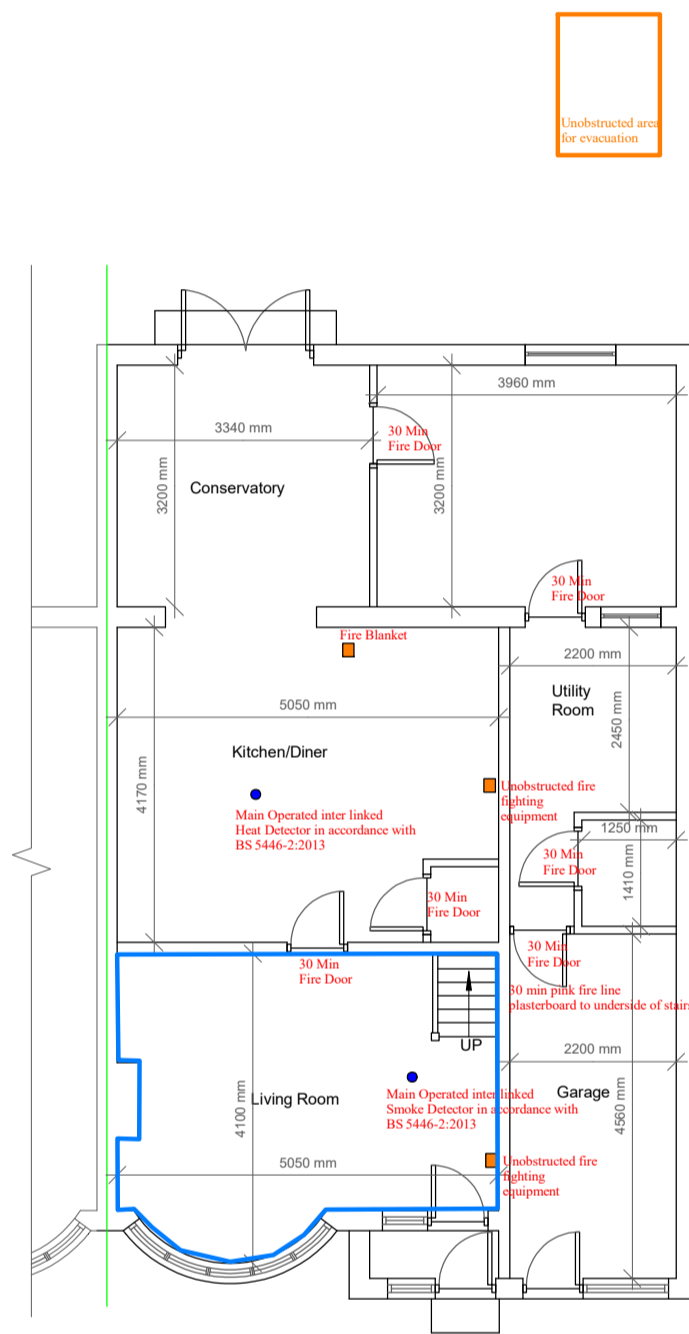 Unobstructed area
for evacuation
3960 mm
3340 mm
30 Min
Fire Door
3200 mm
3200 mm
Conservatory
30 Min
Fire Door
Fire Blanket
2200 mm
5050 mm
Utility
Room
2450 mm
Kitchen/Diner
4170 mm
Unobstructed fire
fighting
equipment
Main Operated inter linked
Heat Detector in accordance with
BS 5446-2:2013
1250 mm
30 Min
Fire Door
1410 mm
30 Min
Fire Door
30 Min
Fire Door
30 Min
Fire Door
30 min pink fire line
plasterboard to underside of stairs
UP
2200 mm
Living Room
4100 mm
Main Operated inter linked
Smoke Detector in accordance with
BS 5446-2:2013
Garage
4560 mm
5050 mm
Unobstructed fire
fighting
equipment